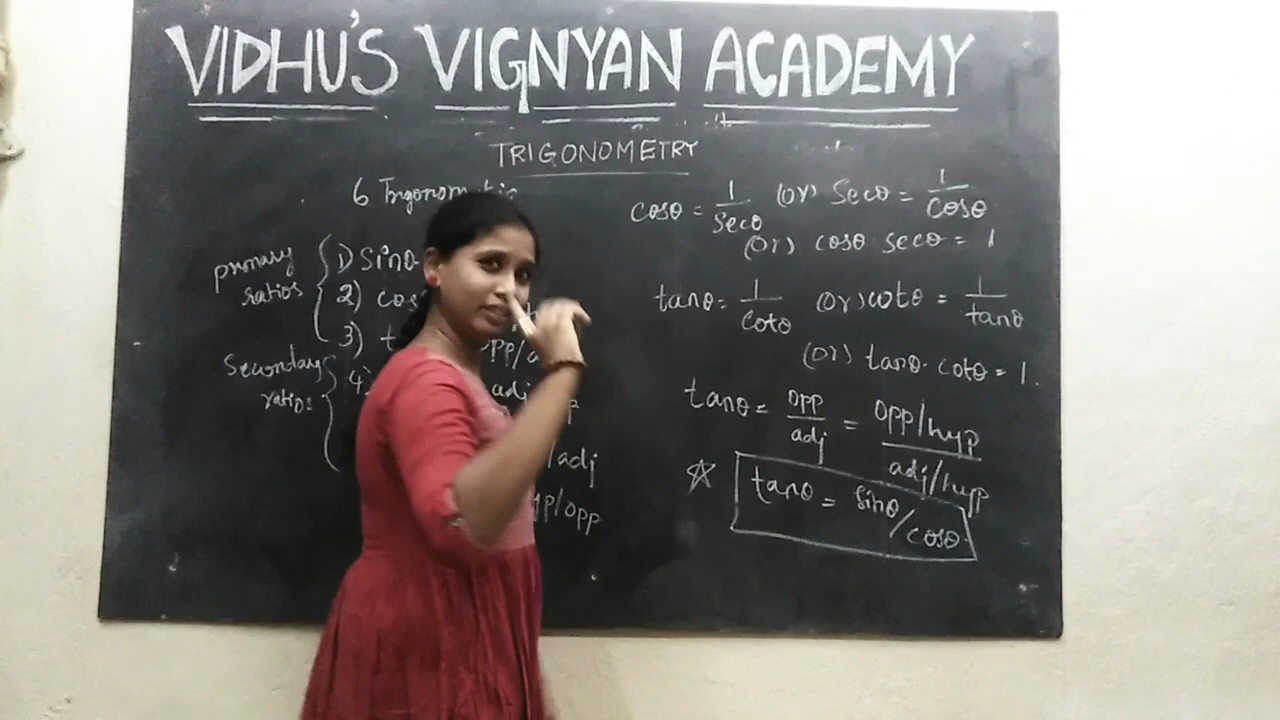 VIDHU'S VIGNYAN ACADEMY
TRIGONOMETRY
6 Trigonometric
primary ratios
1) Sinθ
2) cos
3) t
Secondary ratios
4)
opp/a
adj
p
/adj
yp/opp
cosθ = 1/Secθ (Or) Secθ = 1/Cosθ
(Or) cosθ secθ = 1
tanθ = 1/Cotθ (Or) cotθ = 1/tanθ
(Or) tanθ. cotθ = 1.
tanθ = opp/adj = opp/hyp / adj/hyp
☆ tanθ = sinθ/cosθ.